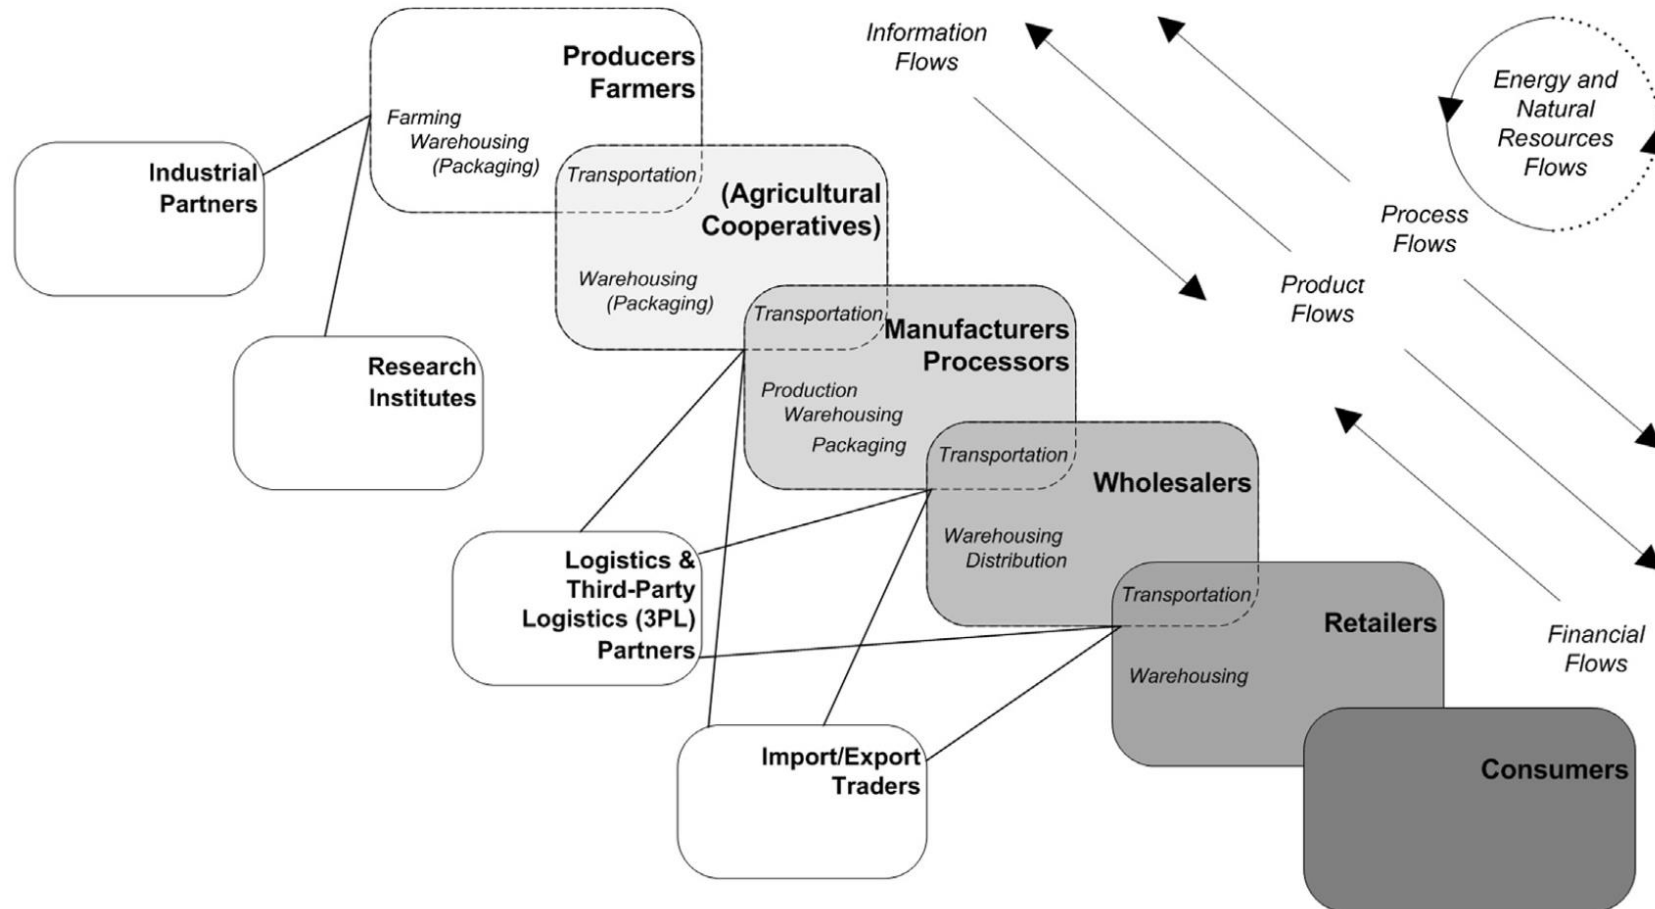 Producers
Farmers
Farming
Warehousing
(Packaging)
Industrial
Partners
Transportation
(Agricultural
Cooperatives)
Warehousing
(Packaging)
Research
Institutes
Transportation
Manufacturers
Processors
Production
Warehousing
Packaging
Transportation
Wholesalers
Warehousing
Distribution
Logistics &
Third-Party
Logistics (3PL)
Partners
Transportation
Retailers
Warehousing
Import/Export
Traders
Consumers
Information
Flows
Energy and
Natural
Resources
Flows
Process
Flows
Product
Flows
Financial
Flows